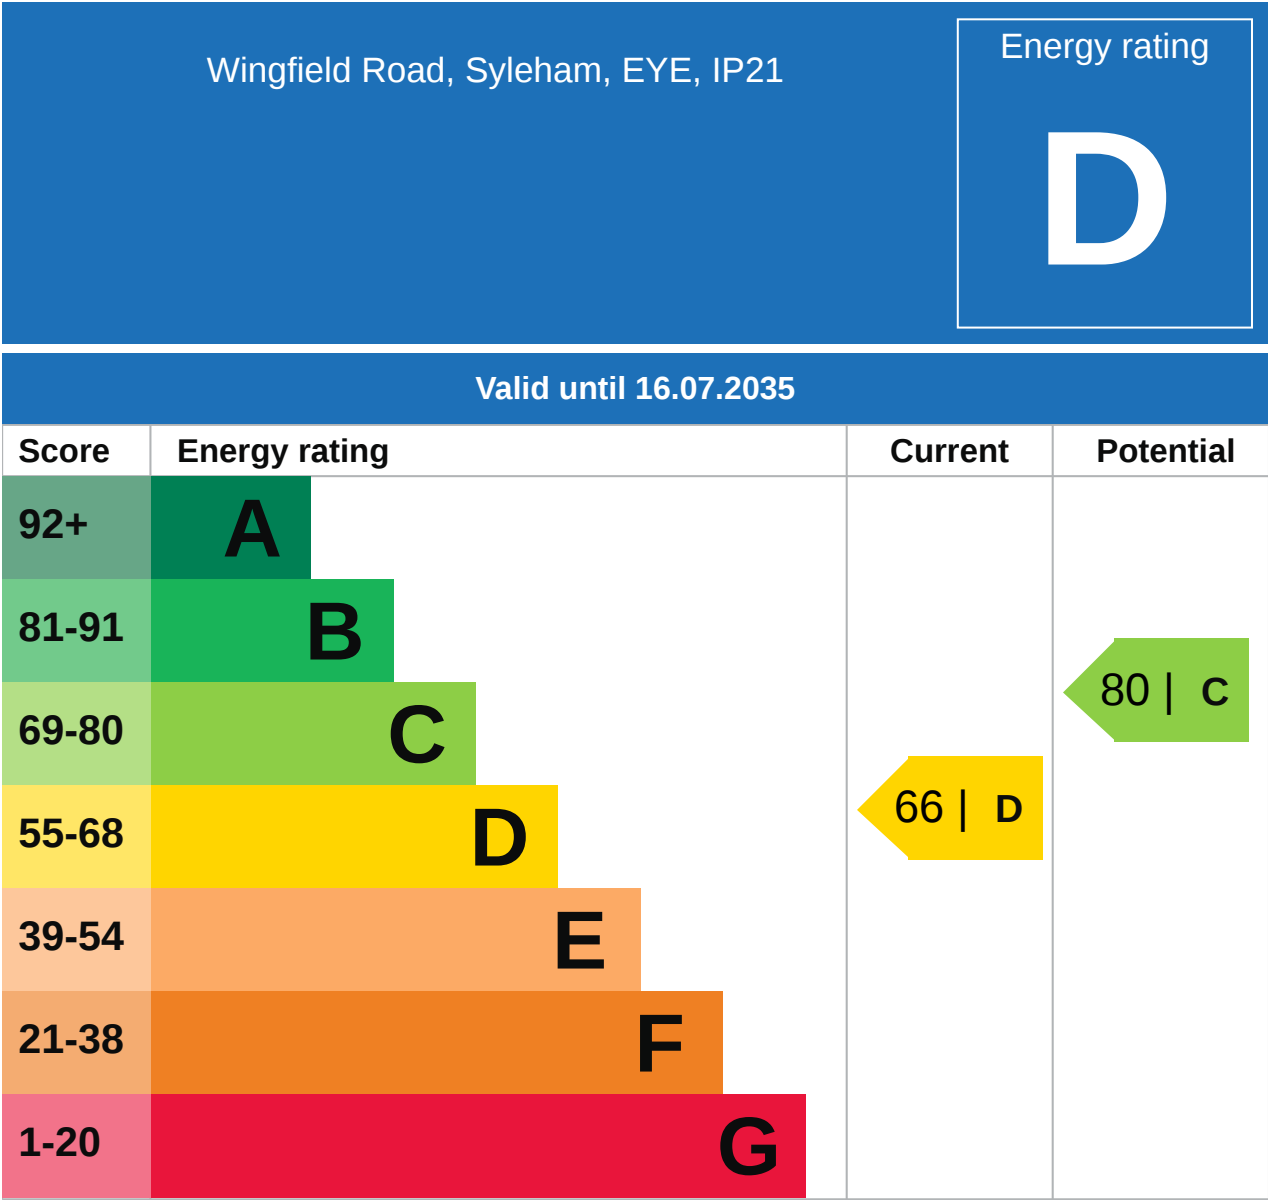 Wingfield Road, Syleham, EYE, IP21
Energy rating
D
Valid until 16.07.2035
Score Energy rating Current Potential
92+ A
81-91 B
69-80 C
80 | C
55-68 D
66 | D
39-54 E
21-38 F
1-20 G